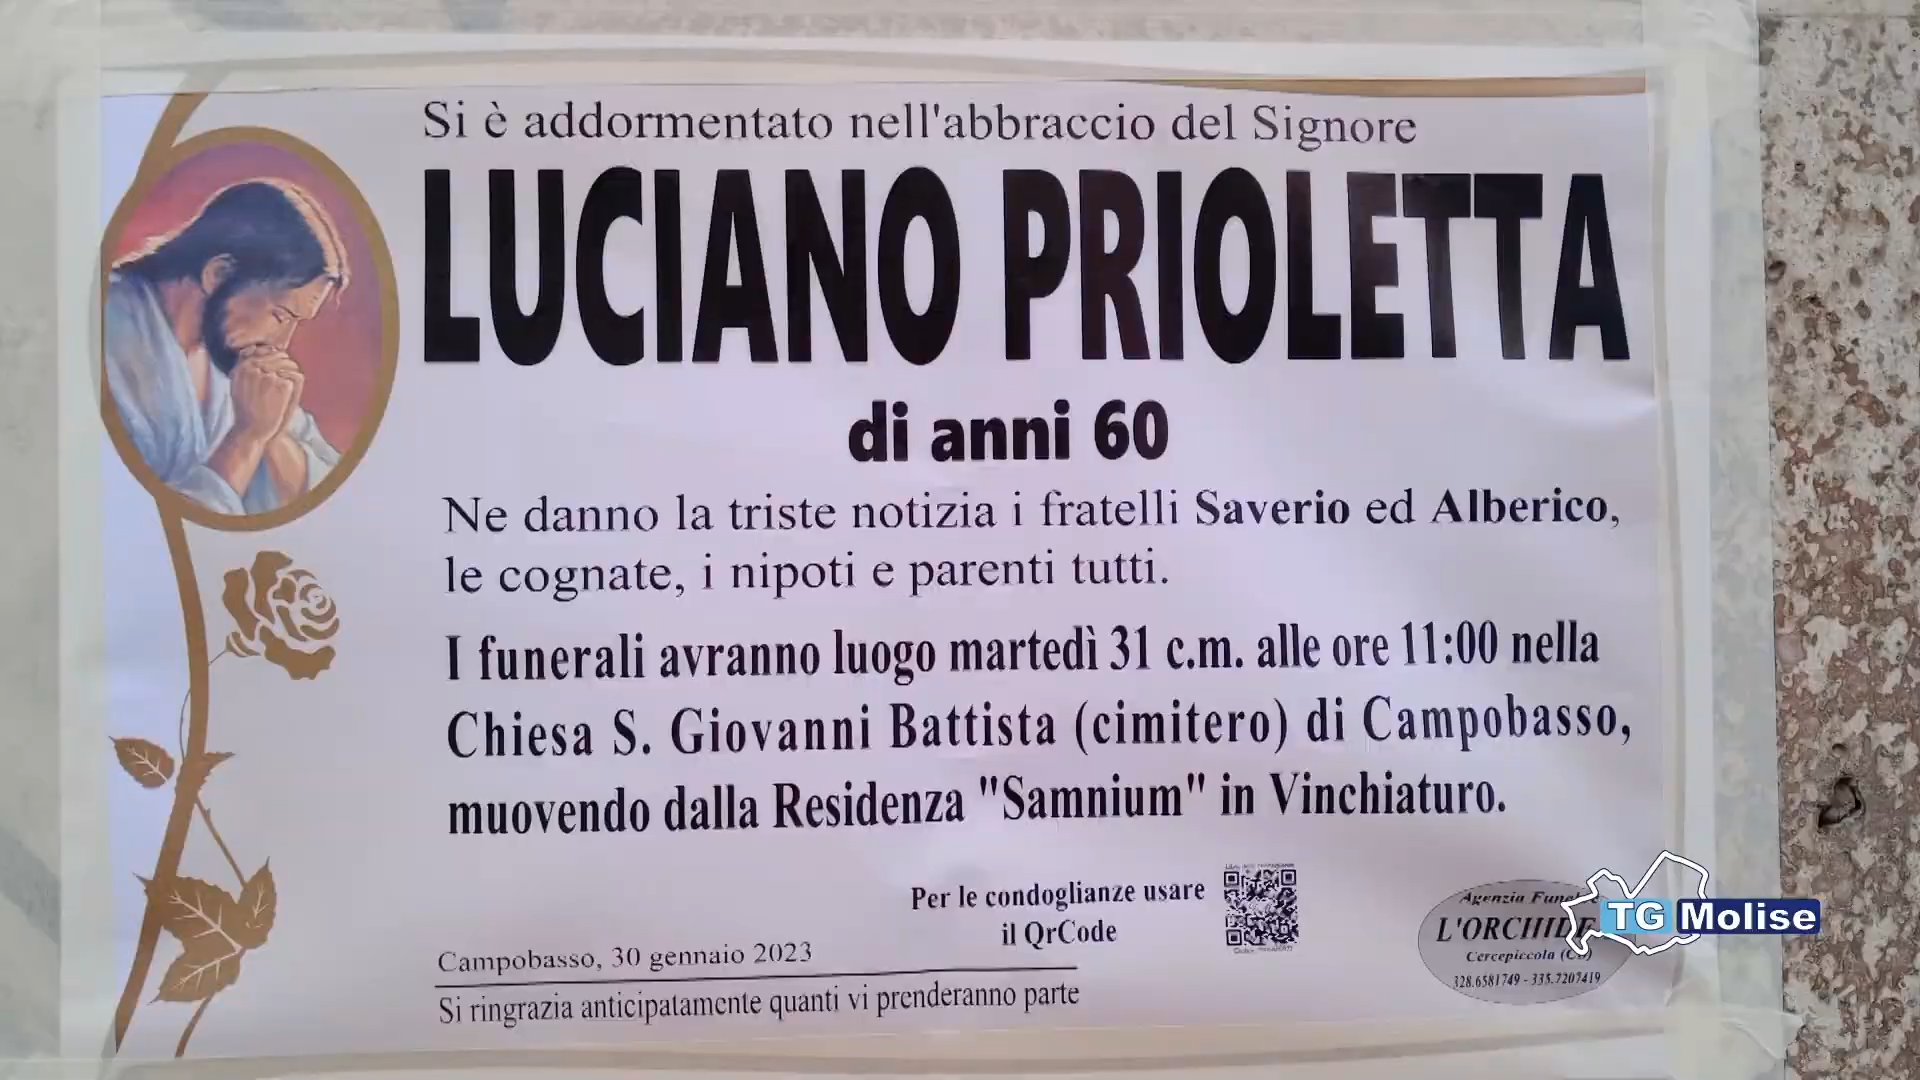 Si è addormentato nell'abbraccio del Signore
LUCIANO PRIOLETTA
di anni 60
Ne danno la triste notizia i fratelli Saverio ed Alberico,
le cognate, i nipoti e parenti tutti.
I funerali avranno luogo martedì 31 c.m. alle ore 11:00 nella
Chiesa S. Giovanni Battista (cimitero) di Campobasso,
muovendo dalla Residenza "Samnium" in Vinchiaturo.
Per le condoglianze usare
il QrCode
Campobasso, 30 gennaio 2023
Si ringrazia anticipatamente quanti vi prenderanno parte
Agenzia
L'ORCHIDE
Cercepiccola
328.6581749 - 335.7207419
TG Molise